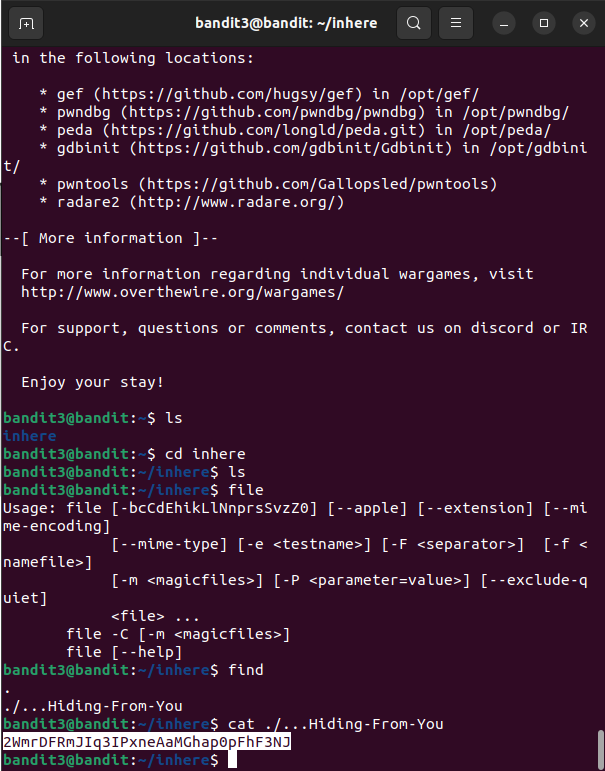 bandit3@bandit: ~/inhere
in the following locations:
* gef (https://github.com/hugsy/gef) in /opt/gef/
* pwndbg (https://github.com/pwndbg/pwndbg) in /opt/pwndbg/
* peda (https://github.com/longld/peda.git) in /opt/peda/
* gdbinit (https://github.com/gdbinit/Gdbinit) in /opt/gdbini
t/
* pwntools (https://github.com/Gallopsled/pwntools)
* radare2 (http://www.radare.org/)
--[ More information ]--
For more information regarding individual wargames, visit
http://www.overthewire.org/wargames/
For support, questions or comments, contact us on discord or IR
C.
Enjoy your stay!
bandit3@bandit:~$ ls
inhere
bandit3@bandit:~$ cd inhere
bandit3@bandit:~/inhere$ ls
bandit3@bandit:~/inhere$ file
Usage: file [-bcCdEhikLlNnprsSvzZ0] [--apple] [--extension] [--mi
me-encoding]
[--mime-type] [-e <testname>] [-F <separator>]  [-f <
namefile>]
[-m <magicfiles>] [-P <parameter=value>] [--exclude-q
uiet]
<file> ...
file -C [-m <magicfiles>]
file [--help]
bandit3@bandit:~/inhere$ find
.
./...Hiding-From-You
bandit3@bandit:~/inhere$ cat ./...Hiding-From-You
2WmrDFRmJIq3IPxneAaMGhap0pFhF3NJ
bandit3@bandit:~/inhere$